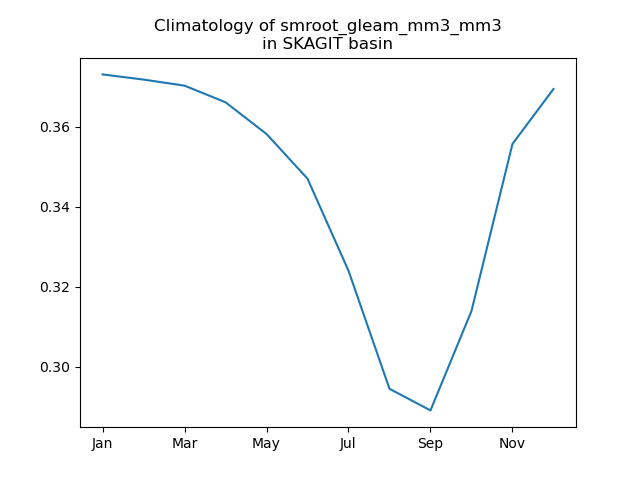 Climatology of smroot_gleam_mm3_mm3
in SKAGIT basin
0.36
0.34
0.32
0.30
Jan Mar May Jul Sep Nov